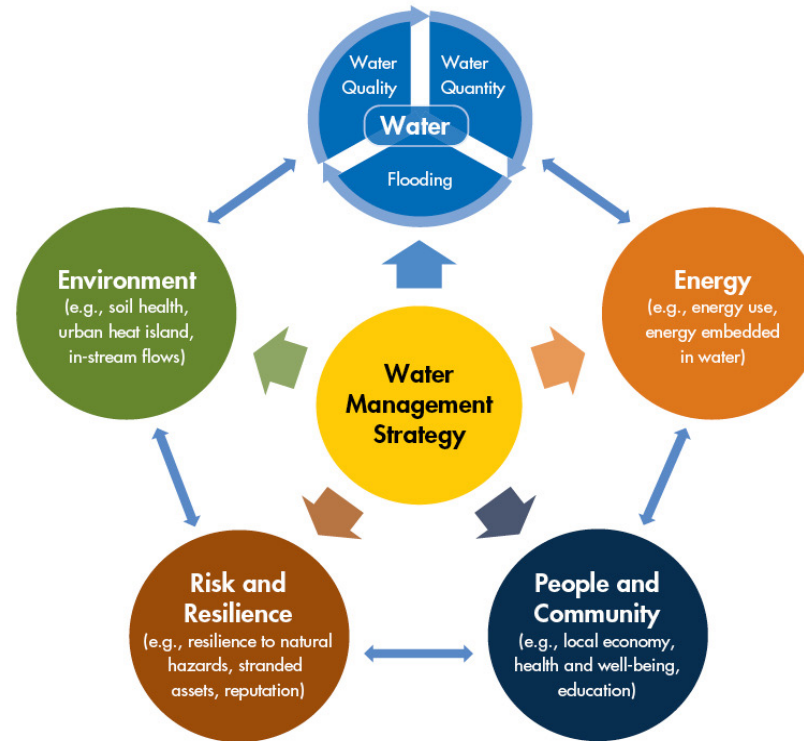 Water
Quality
Water
Quantity
Water
Flooding
Environment
(e.g., soil health,
urban heat island,
in-stream flows)
Energy
(e.g., energy use,
energy embedded
in water)
Water
Management
Strategy
Risk and
Resilience
(e.g., resilience to natural
hazards, stranded
assets, reputation)
People and
Community
(e.g., local economy,
health and well-being,
education)